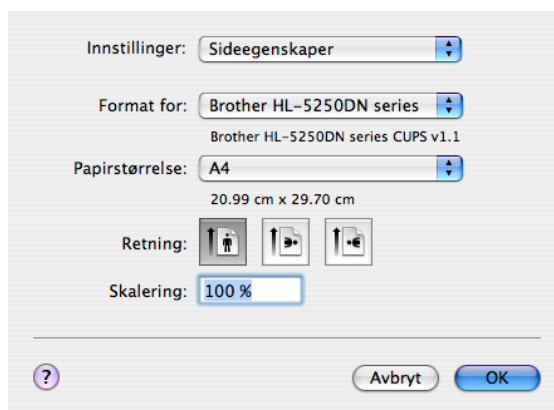 Innstillinger: Sideegenskaper
Format for: Brother HL-5250DN series
Brother HL-5250DN series CUPS v1.1
Papirstørrelse: A4
20.99 cm x 29.70 cm
Retning:
Skalering: 100 %
? Avbryt OK